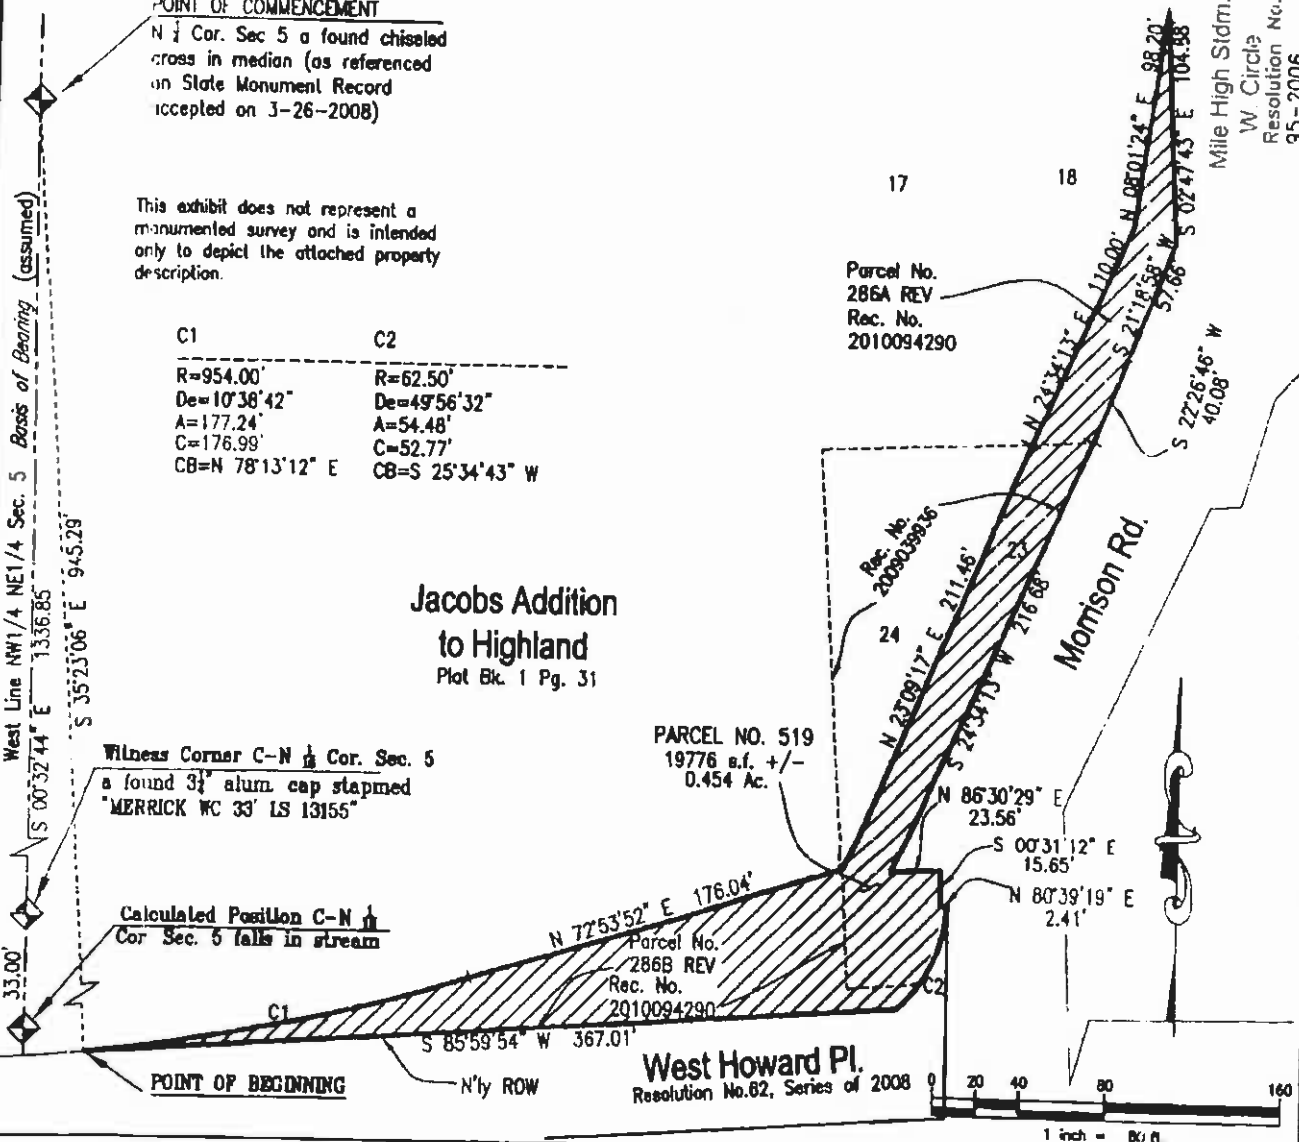 POINT OF COMMENCEMENT
N ¼ Cor. Sec 5 a found chiseled
cross in median (as referenced
on State Monument Record
accepted on 3-26-2008)
This exhibit does not represent a
monumented survey and is intended
only to depict the attached property
description.
C1 C2
R=954.00' R=62.50'
De=10°38'42" De=49°56'32"
A=177.24' A=54.48'
C=176.99' C=52.77'
CB=N 78°13'12" E CB=S 25°34'43" W
West Line NW1/4 NE1/4 Sec. 5 Basis of Bearing (assumed)
S 00°32'44" E 1336.85
S 35°23'06" E 945.29'
33.00'
Jacobs Addition
to Highland
Plat Bk. 1 Pg. 31
Witness Corner C-N 1/16 Cor. Sec. 5
a found 3¼" alum. cap stapmed
"MERRICK WC 33' LS 13155"
Calculated Position C-N 1/16
Cor Sec. 5 falls in stream
POINT OF BEGINNING
N'ly ROW
C1
N 72°53'52" E 176.04'
Parcel No.
286B REV
Rec. No.
2010094290
S 85°59'54" W 367.01'
West Howard Pl.
Resolution No.62, Series of 2008
PARCEL NO. 519
19776 s.f. +/-
0.454 Ac.
17
18
Parcel No.
286A REV
Rec. No.
2010094290
Rec. No.
2009039936
23
24
N 23°09'17" E 211.46'
N 24°34'13" E 110.00'
N 08°01'24" E 98.20'
S 02°47'43" E 104.58
S 21°18'58" W
57.66'
S 22°26'46" W
40.08'
S 24°34'13" W 216.68'
Morrison Rd.
Mile High Stdm.
W. Circle
Resolution No.
95-2006
N 86°30'29" E
23.56'
S 00°31'12" E
15.65'
N 80°39'19" E
2.41'
C2
0 20 40 80 160
1 inch = 80 ft.